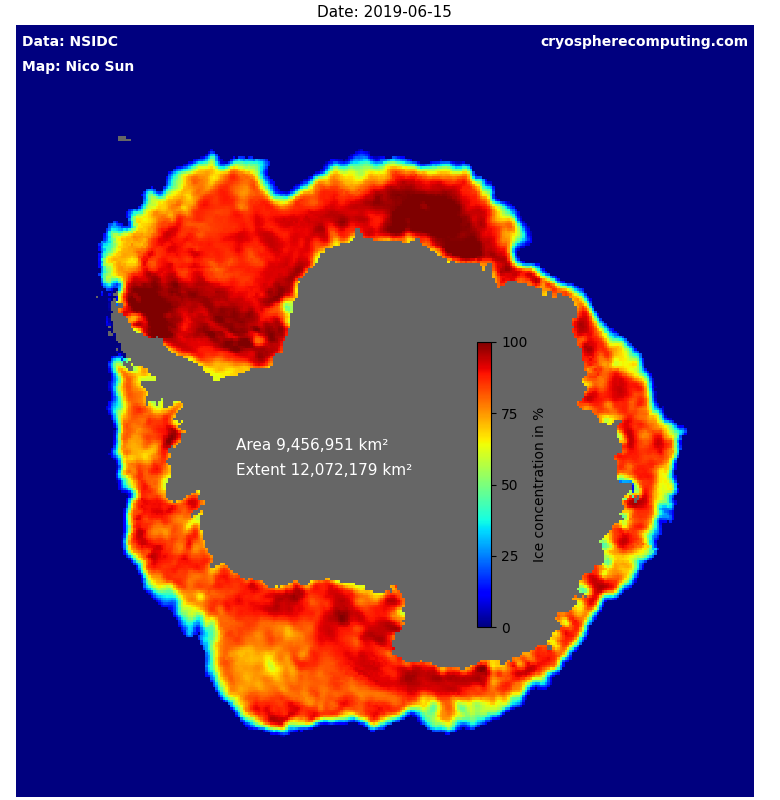 Date: 2019-06-15
Data: NSIDC
cryospherecomputing.com
Map: Nico Sun
100
75
50
25
0
Ice concentration in %
Area 9,456,951 km²
Extent 12,072,179 km²